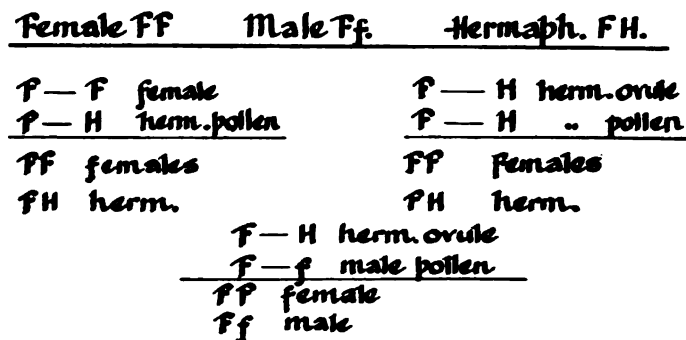 Female FF Male Ff. Hermaph. FH.
F — F female
F — H herm. pollen
FF females
FH herm.
F — H herm. ovule
F — H " pollen
FF Females
FH herm.
F — H herm. ovule
F — f male pollen
FF female
Ff male